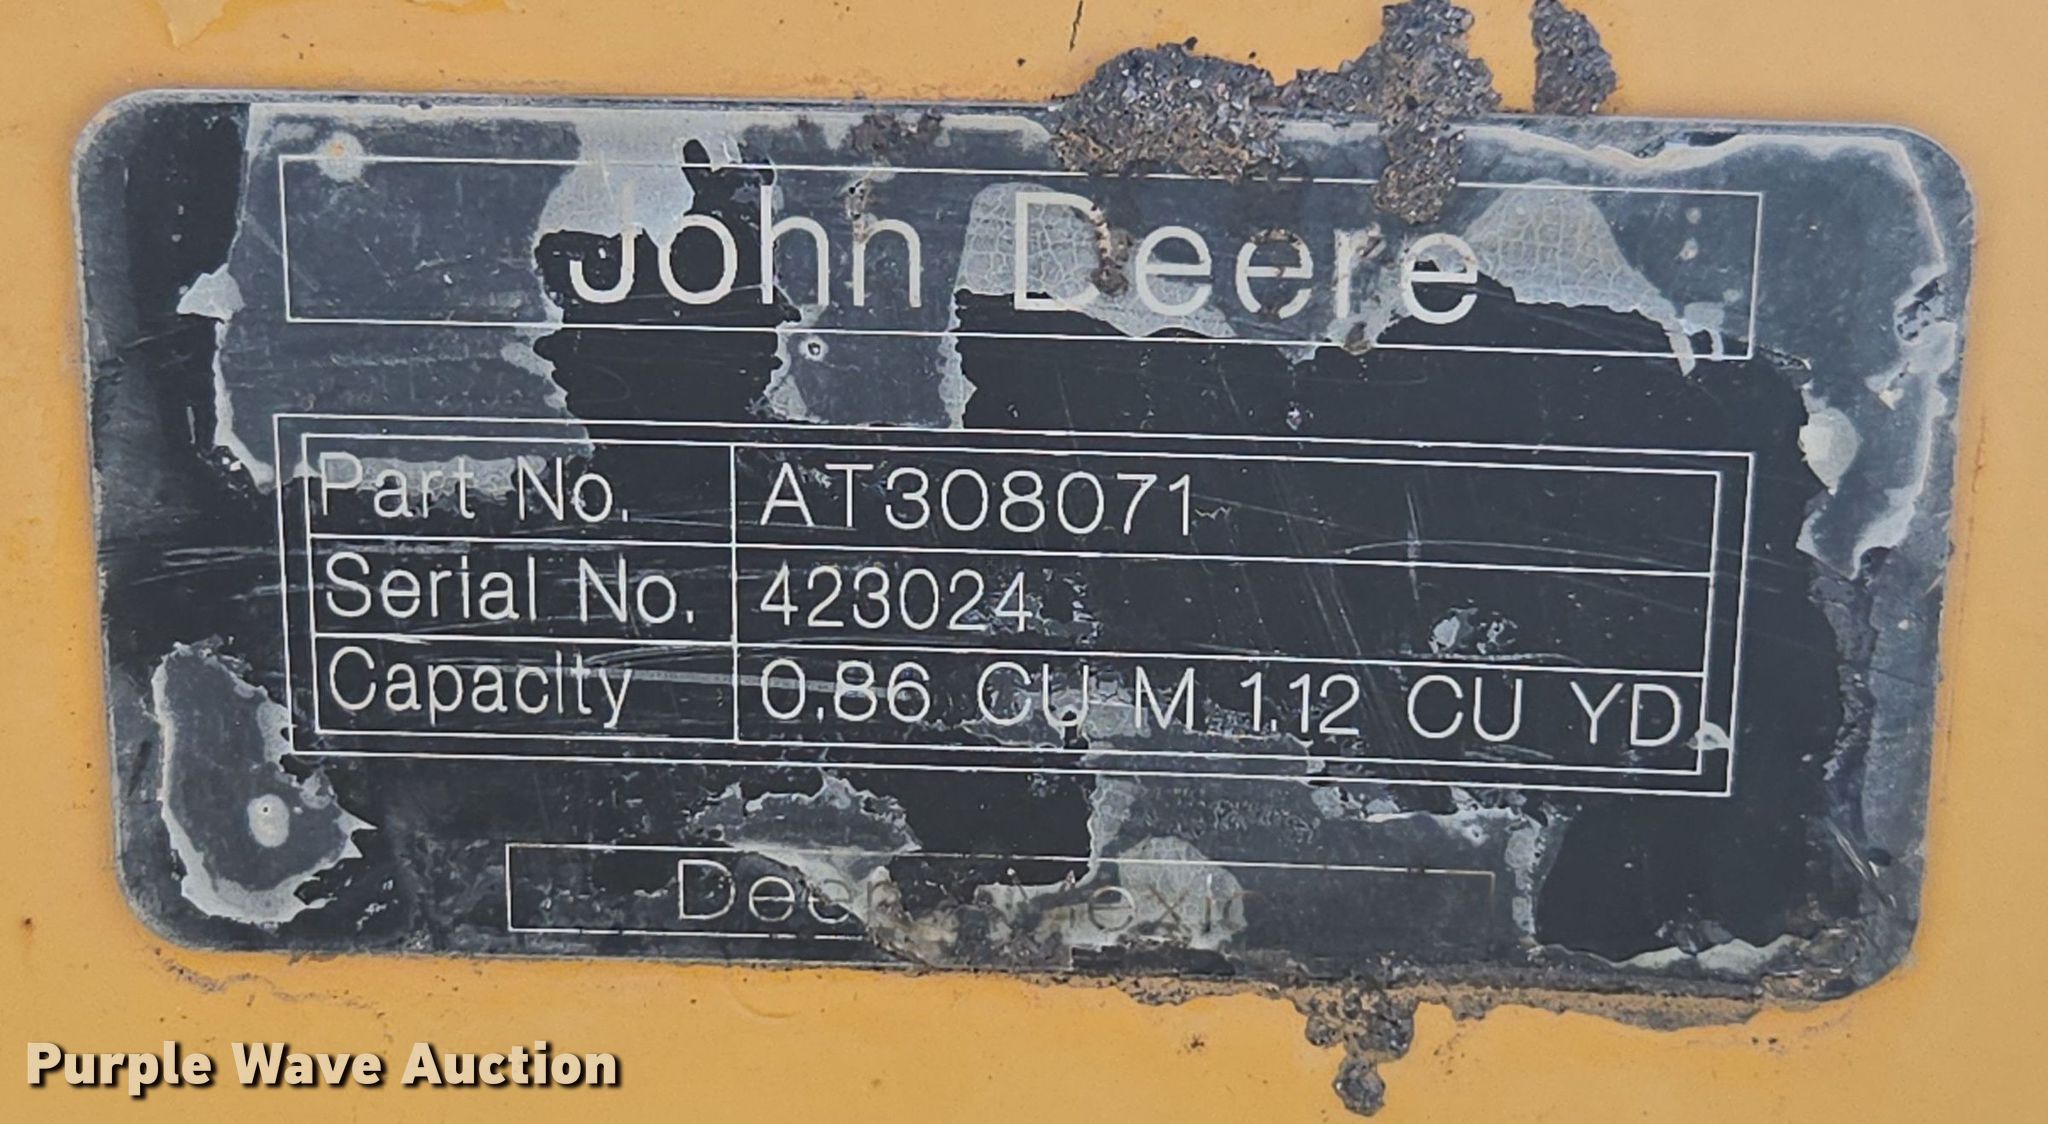 John Deere
Part No. AT308071
Serial No. 423024
Capacity 0.86 CU M 1.12 CU YD
Purple Wave Auction